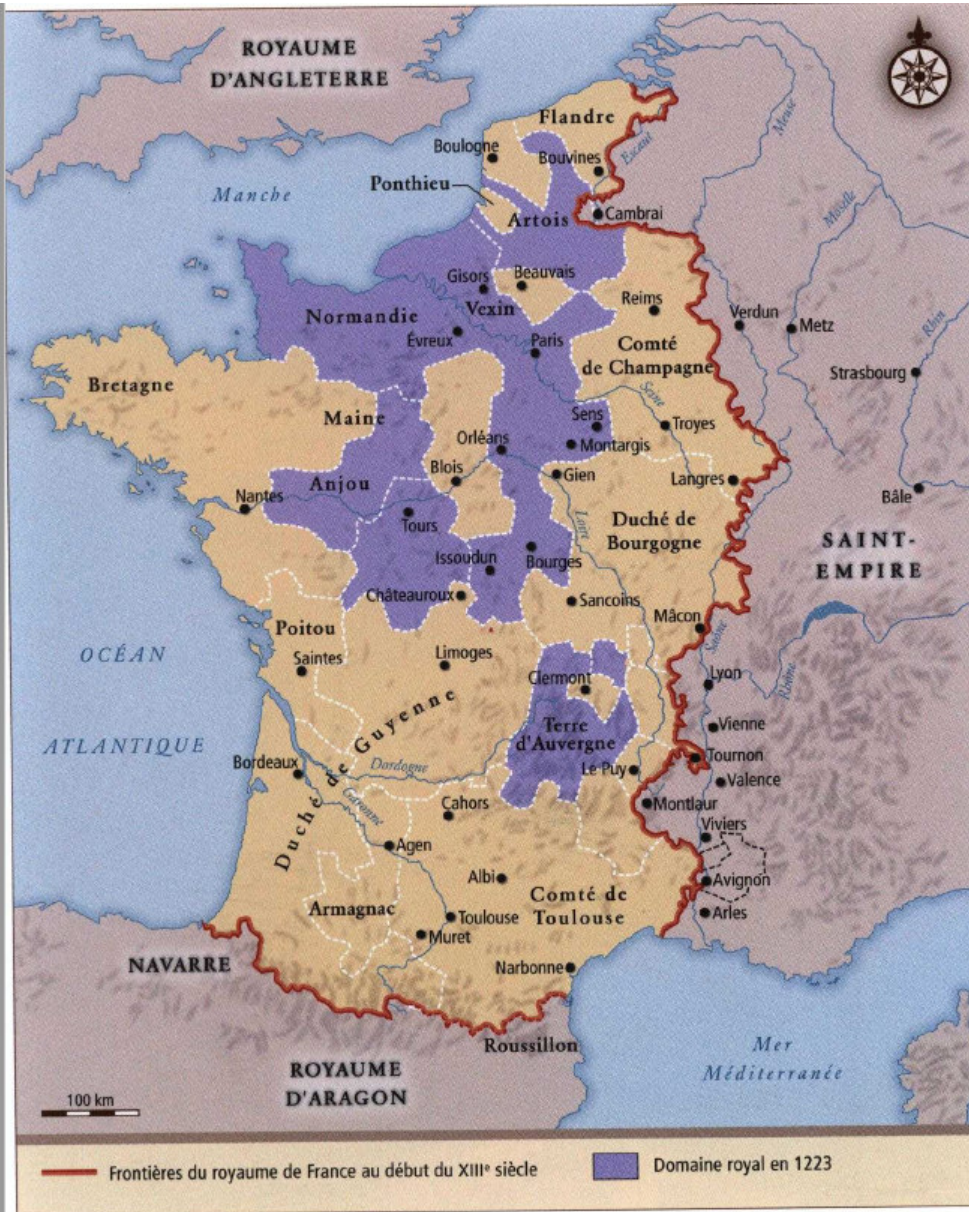 ROYAUME
D'ANGLETERRE
Flandre
Boulogne
Bouvines
Escaut
Meuse
Manche
Ponthieu
Artois
Cambrai
Moselle
Gisors
Beauvais
Vexin
Reims
Normandie
Évreux
Paris
Verdun
Metz
Rhin
Comté
de Champagne
Strasbourg
Bretagne
Maine
Seine
Sens
Troyes
Orléans
Montargis
Anjou
Blois
Gien
Langres
Nantes
Bâle
Tours
Loire
Duché de
Bourgogne
SAINT-
EMPIRE
Issoudun
Bourges
Châteauroux
Sancoins
Mâcon
Poitou
Saône
OCÉAN
ATLANTIQUE
Saintes
Limoges
Clermont
Lyon
Rhône
Terre
d'Auvergne
Vienne
Duché de Guyenne
Bordeaux
Dordogne
Le Puy
Tournon
Valence
Garonne
Cahors
Montlaur
Viviers
Agen
Albi
Avignon
Armagnac
Comté de
Toulouse
Toulouse
Arles
Muret
NAVARRE
Narbonne
Roussillon
Mer
Méditerranée
ROYAUME
D'ARAGON
100 km
Frontières du royaume de France au début du XIIIe siècle
Domaine royal en 1223